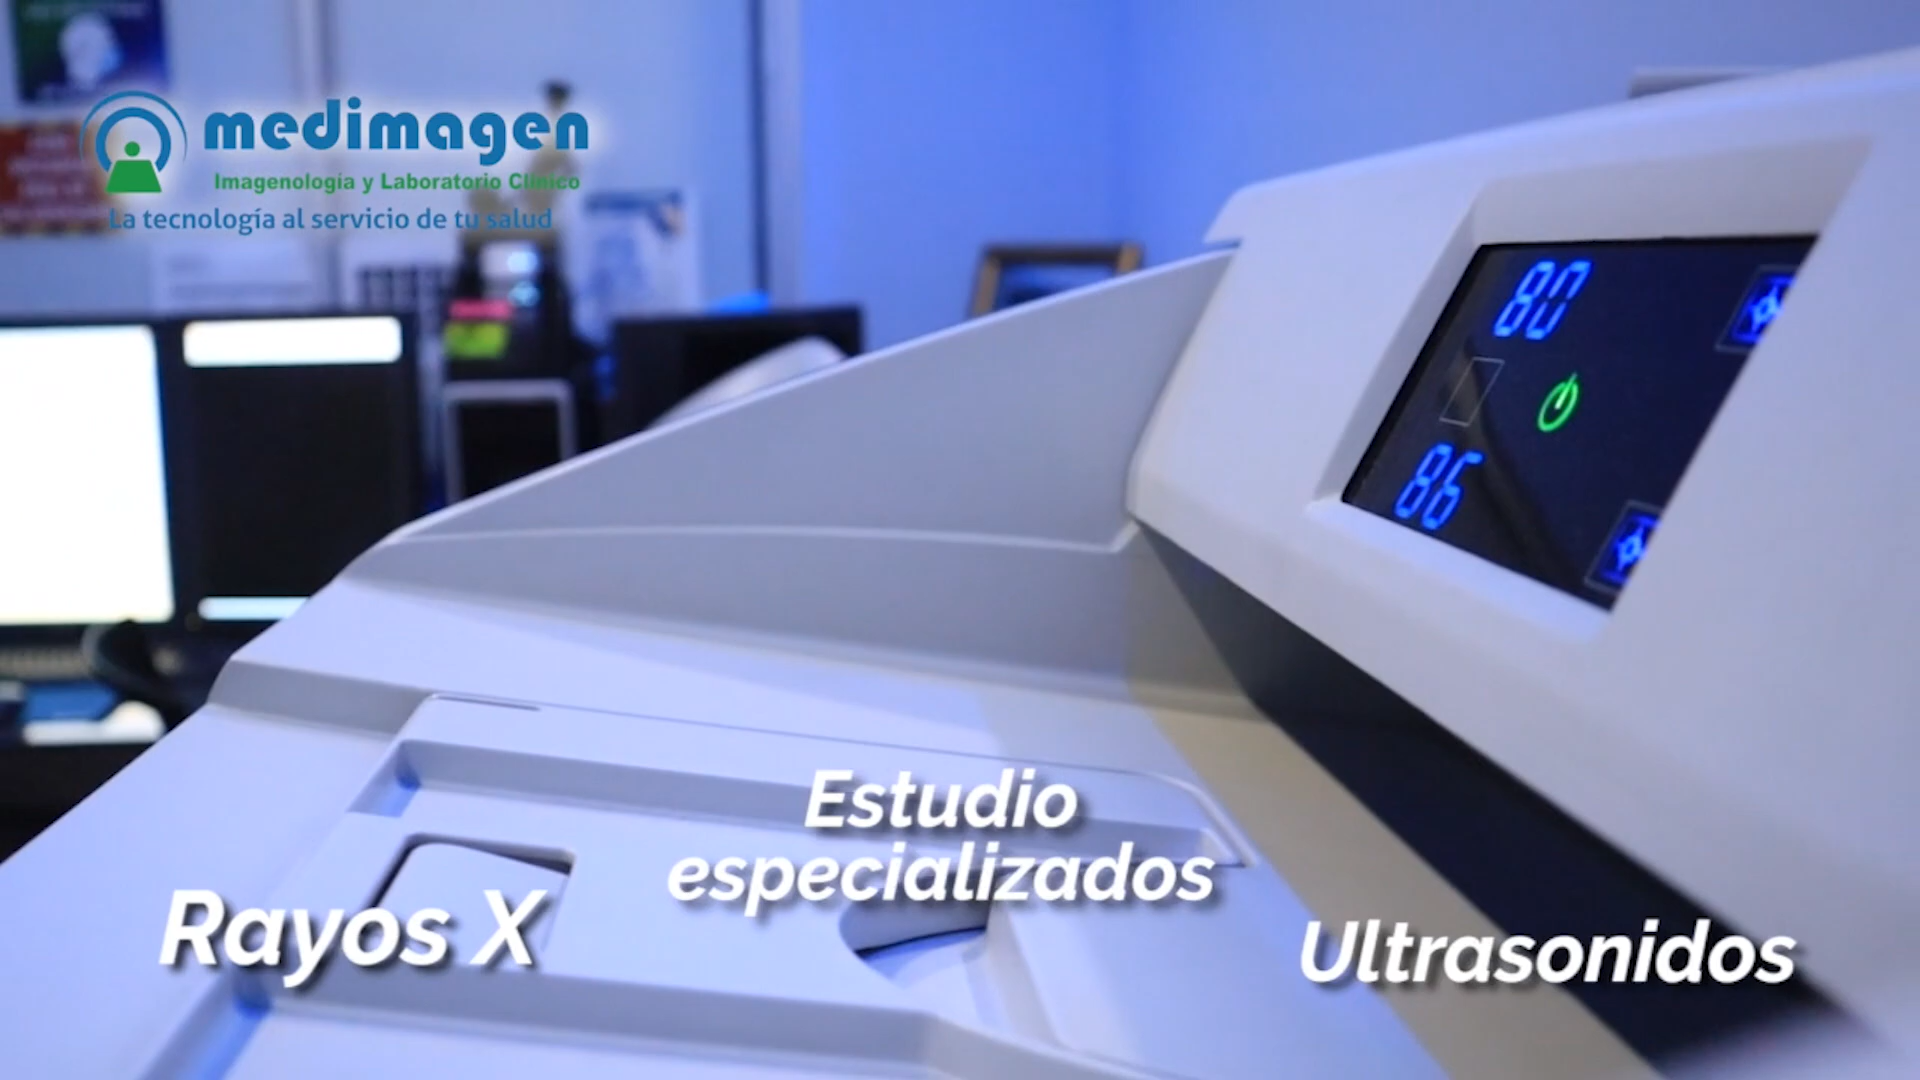 medimagen
Imagenología y Laboratorio Clínico
La tecnología al servicio de tu salud
80
86
Estudio
especializados
Rayos X
Ultrasonidos